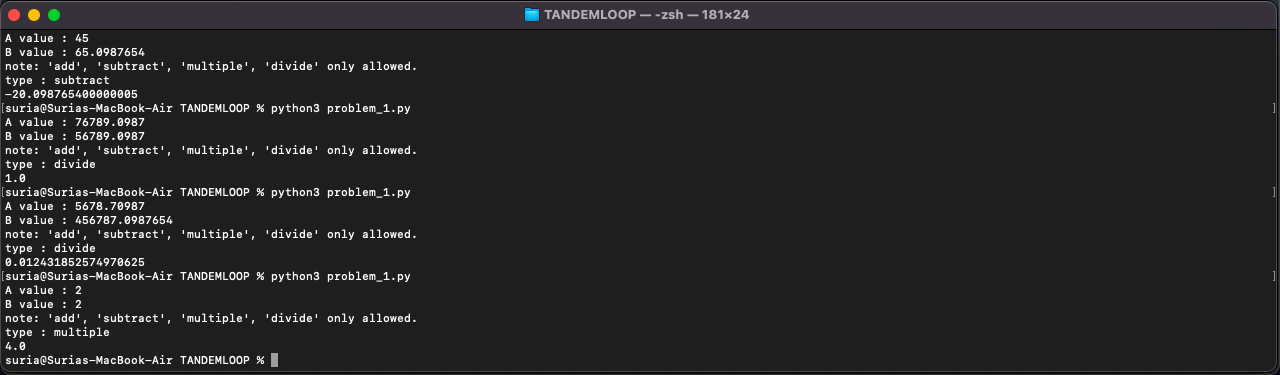 TANDEMLOOP — -zsh — 181×24
A value : 45
B value : 65.0987654
note: 'add', 'subtract', 'multiple', 'divide' only allowed.
type : subtract
-20.098765400000005
[suria@Surias-MacBook-Air TANDEMLOOP % python3 problem_1.py ]
A value : 76789.0987
B value : 56789.0987
note: 'add', 'subtract', 'multiple', 'divide' only allowed.
type : divide
1.0
[suria@Surias-MacBook-Air TANDEMLOOP % python3 problem_1.py ]
A value : 5678.70987
B value : 456787.0987654
note: 'add', 'subtract', 'multiple', 'divide' only allowed.
type : divide
0.012431852574970625
[suria@Surias-MacBook-Air TANDEMLOOP % python3 problem_1.py ]
A value : 2
B value : 2
note: 'add', 'subtract', 'multiple', 'divide' only allowed.
type : multiple
4.0
suria@Surias-MacBook-Air TANDEMLOOP %